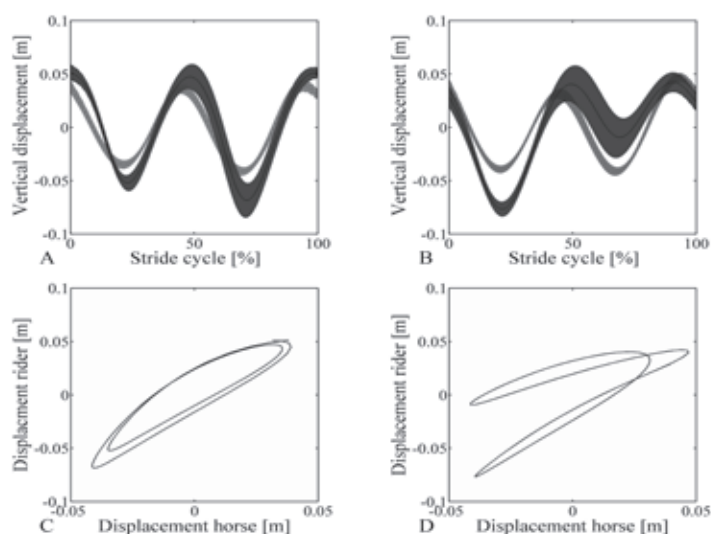 0.1
0.05
0
-0.05
-0.1
Vertical displacement [m]
0
50
100
A
Stride cycle [%]
0.1
0.05
0
-0.05
-0.1
Vertical displacement [m]
0
50
100
B
Stride cycle [%]
0.1
0.05
0
-0.05
-0.1
Displacment rider [m]
-0.05
0
0.05
C
Displacement horse [m]
0.1
0.05
0
-0.05
-0.1
Displacement rider [m]
-0.05
0
0.05
D
Displacement horse [m]